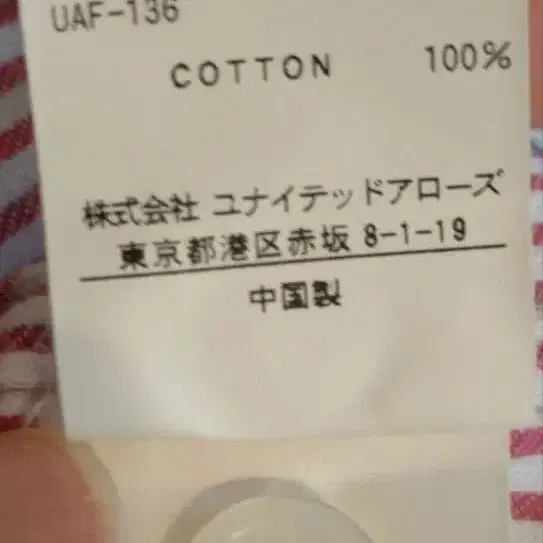 UAF-136
COTTON 100%
株式会社 ユナイテッドアローズ
東京都港区赤坂 8-1-19
中国製